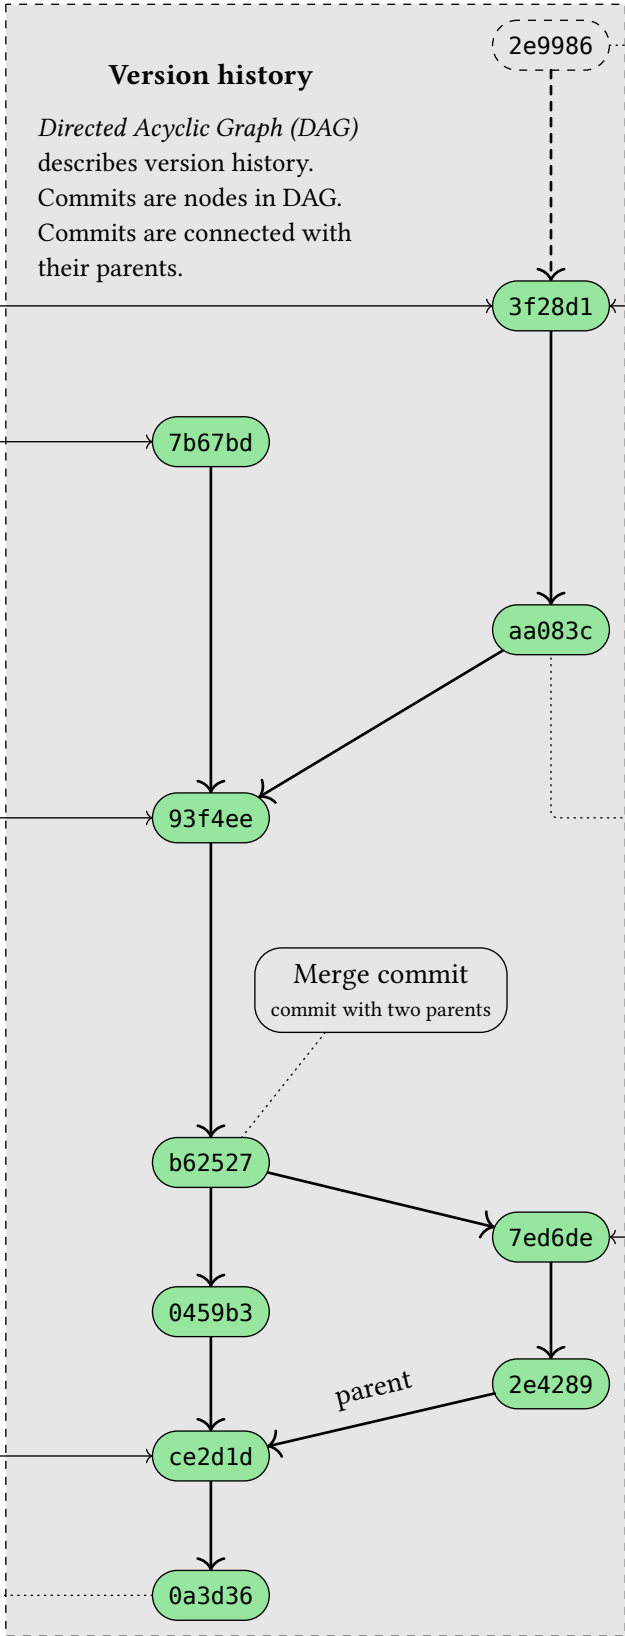 2e9986
Version history
Directed Acyclic Graph (DAG)
describes version history.
Commits are nodes in DAG.
Commits are connected with
their parents.
3f28d1
7b67bd
aa083c
93f4ee
Merge commit
commit with two parents
b62527
7ed6de
0459b3
parent
2e4289
ce2d1d
0a3d36